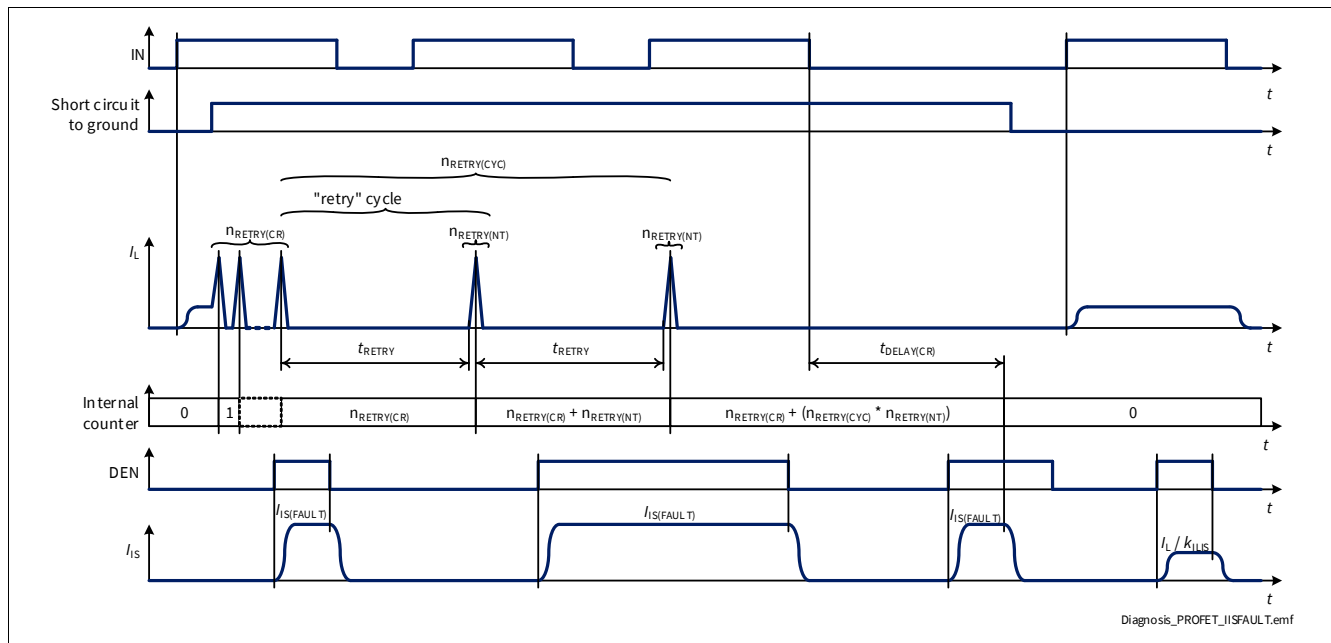 IN
t
Short circuit
to ground
t
nRETRY(CYC)
"retry" cycle
nRETRY(CR)
nRETRY(NT)
nRETRY(NT)
IL
t
tRETRY
tRETRY
tDELAY(CR)
Internal
counter
0
1
nRETRY(CR)
nRETRY(CR) + nRETRY(NT)
nRETRY(CR) + (nRETRY(CYC) * nRETRY(NT))
0
t
DEN
t
IIS(FAULT)
IIS(FAULT)
IIS(FAULT)
IL / kILIS
IIS
t
Diagnosis_PROFET_IISFAULT.emf